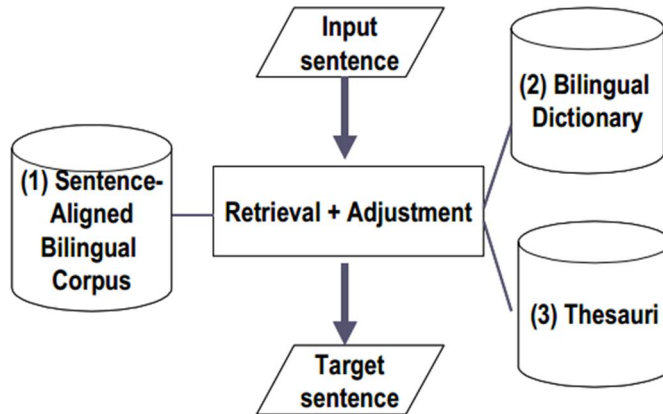 Input
sentence
(2) Bilingual
Dictionary
(1) Sentence-
Aligned
Bilingual
Corpus
Retrieval + Adjustment
(3) Thesauri
Target
sentence